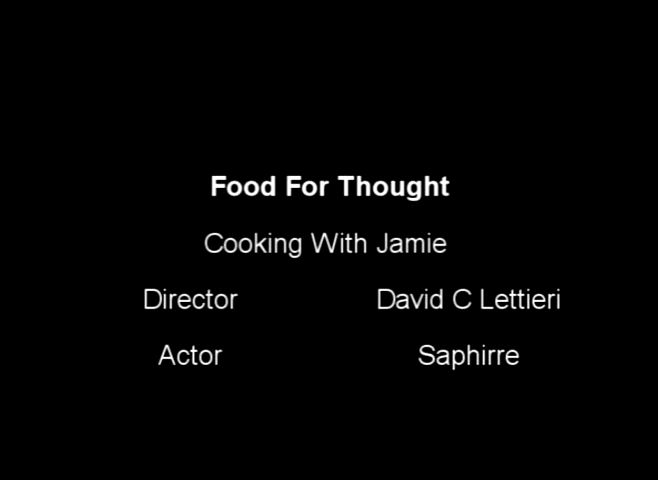 Food For Thought
Cooking With Jamie
Director David C Lettieri
Actor Saphirre